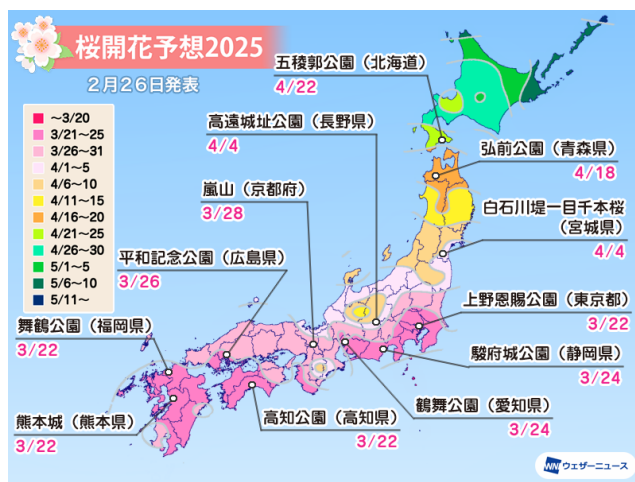 桜開花予想2025
2月26日発表
~3/20
3/21~25
3/26~31
4/1~5
4/6~10
4/11~15
4/16~20
4/21~25
4/26~30
5/1~5
5/6~10
5/11~
五稜郭公園（北海道）
4/22
高遠城址公園（長野県）
4/4
弘前公園（青森県）
4/18
嵐山（京都府）
3/28
白石川堤一目千本桜
（宮城県）
4/4
平和記念公園（広島県）
3/26
上野恩賜公園（東京都）
3/22
舞鶴公園（福岡県）
3/22
駿府城公園（静岡県）
3/24
鶴舞公園（愛知県）
3/24
熊本城（熊本県）
3/22
高知公園（高知県）
3/22
WNI ウェザーニュース